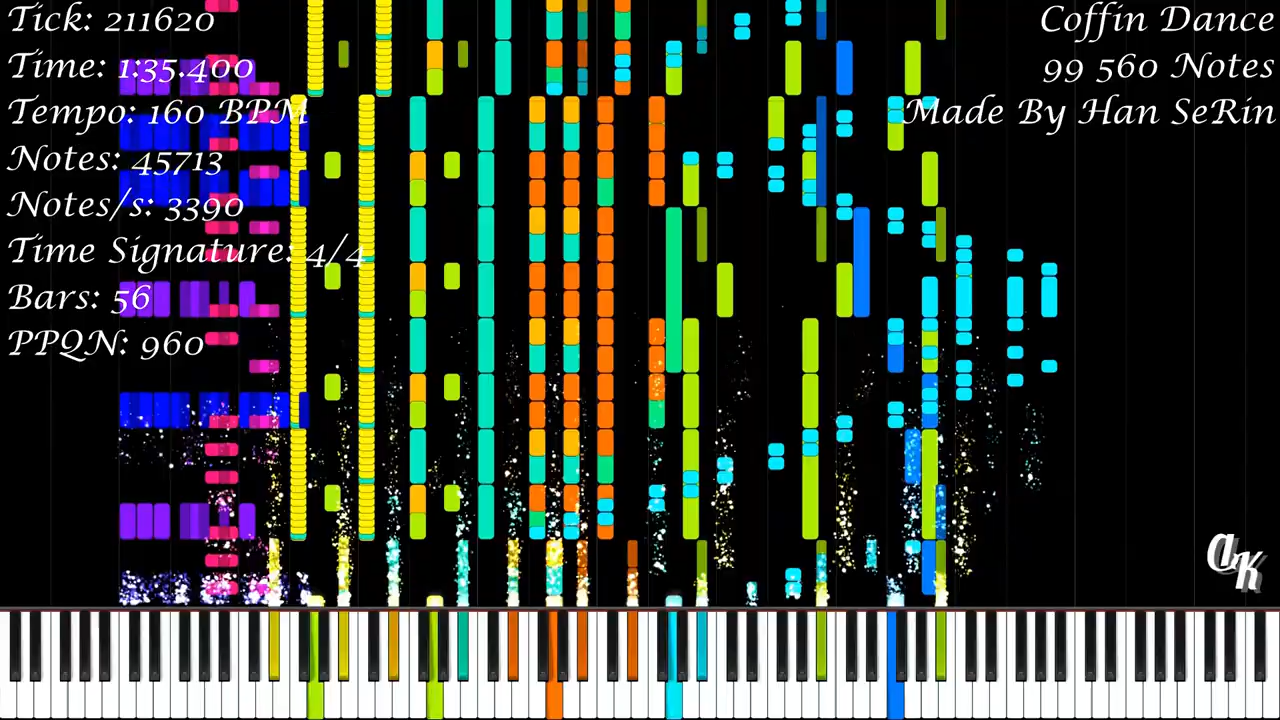 Tick: 211620
Time: 1:35.400
Tempo: 160 BPM
Notes: 45713
Notes/s: 3390
Time Signature: 4/4
Bars: 56
PPQN: 960
Coffin Dance
99 560 Notes
Made By Han SeRin
AK